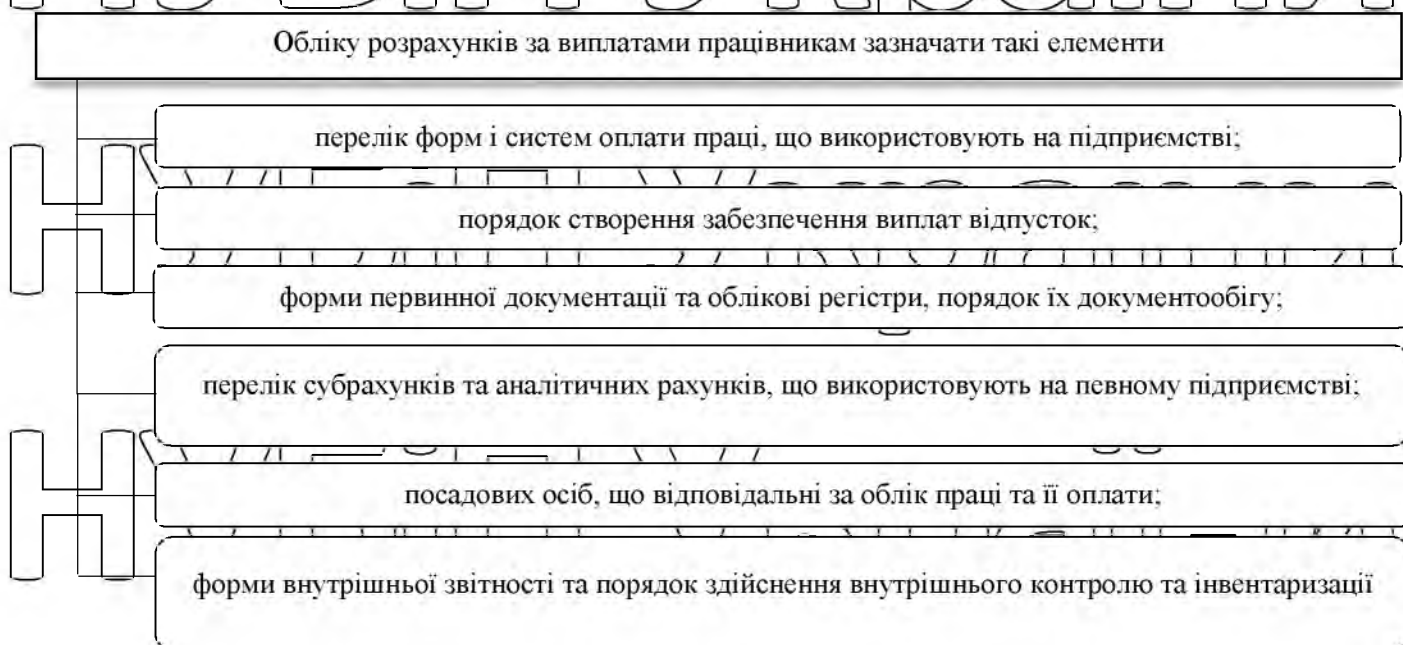 Обліку розрахунків за виплатами працівникам зазначати такі елементи
перелік форм і систем оплати праці, що використовують на підприємстві;
порядок створення забезпечення виплат відпусток;
форми первинної документації та облікові регістри, порядок їх документообігу;
перелік субрахунків та аналітичних рахунків, що використовують на певному підприємстві;
посадових осіб, що відповідальні за облік праці та її оплати;
форми внутрішньої звітності та порядок здійснення внутрішнього контролю та інвентаризації